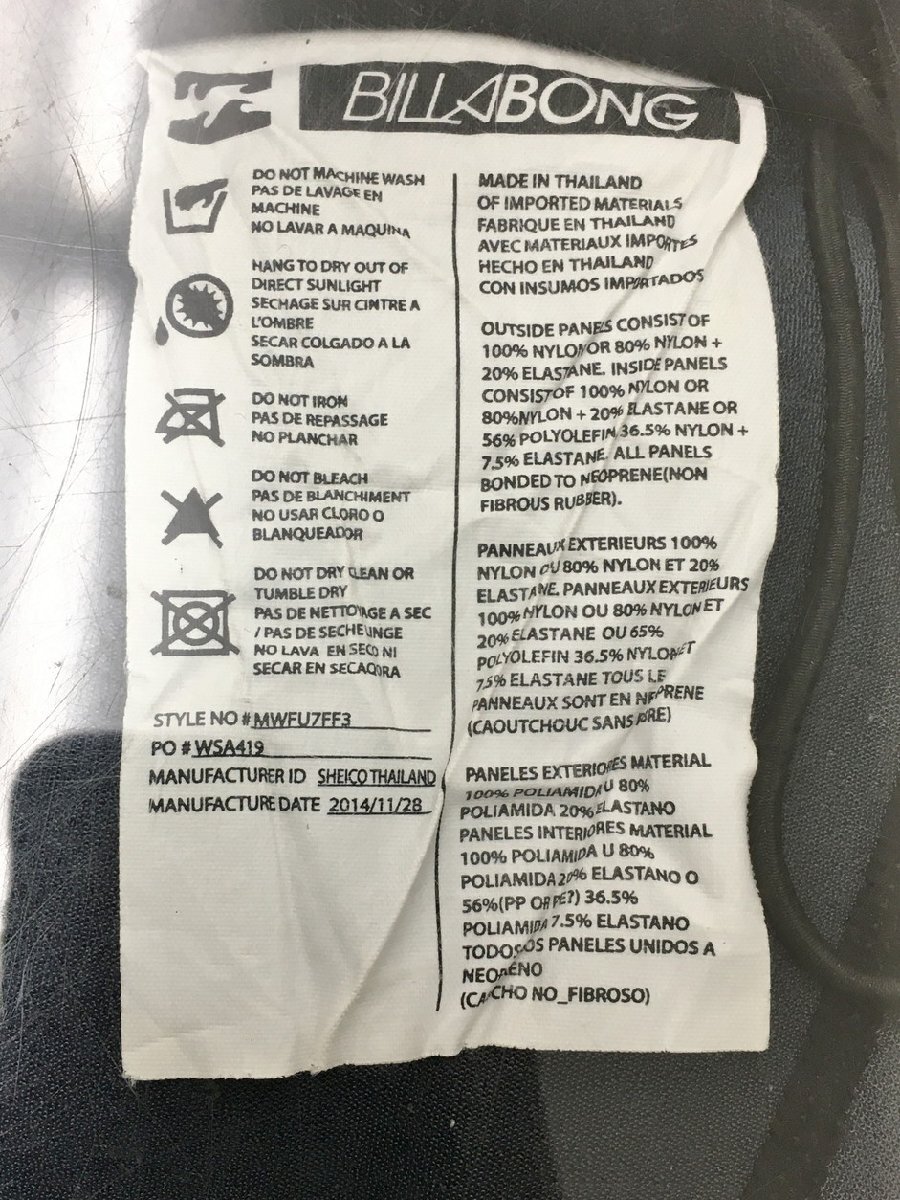 BILLABONG
DO NOT MACHINE WASH
PAS DE LAVAGE EN
MACHINE
NO LAVAR A MAQUINA
HANG TO DRY OUT OF
DIRECT SUNLIGHT
SECHAGE SUR CINTRE A
L'OMBRE
SECAR COLGADO A LA
SOMBRA
DO NOT IRON
PAS DE REPASSAGE
NO PLANCHAR
DO NOT BLEACH
PAS DE BLANCHIMENT
NO USAR CLORO O
BLANQUEADOR
DO NOT DRY CLEAN OR
TUMBLE DRY
PAS DE NETTOYAGE A SEC
/ PAS DE SECHEUNGE
NO LAVA EN SECO NI
SECAR EN SECAQORA
STYLE NO # MWFU7FF3
PO # WSA419
MANUFACTURER ID SHEICO THAILAND
MANUFACTURE DATE 2014/11/28
MADE IN THAILAND
OF IMPORTED MATERIALS
FABRIQUE EN THAILAND
AVEC MATERIAUX IMPORTES
HECHO EN THAILAND
CON INSUMOS IMPORTADOS
OUTSIDE PANELS CONSIST OF
100% NYLON OR 80% NYLON +
20% ELASTANE. INSIDE PANELS
CONSIST OF 100% NYLON OR
80%NYLON + 20% ELASTANE OR
56% POLYOLEFIN 36.5% NYLON +
7.5% ELASTANE. ALL PANELS
BONDED TO NEOPRENE(NON
FIBROUS RUBBER).
PANNEAUX EXTERIEURS 100%
NYLON OU 80% NYLON ET 20%
ELASTANE. PANNEAUX EXTERIEURS
100% NYLON OU 80% NYLON ET
20% ELASTANE OU 65%
POLYOLEFIN 36.5% NYLON ET
7.5% ELASTANE TOUS LE
PANNEAUX SONT EN NEPRENE
(CAOUTCHOUC SANS FIRE)
PANELES EXTERIORES MATERIAL
100% POLIAMIDA U 80%
POLIAMIDA 20% ELASTANO
PANELES INTERIORES MATERIAL
100% POLIAMIDA U 80%
POLIAMIDA 20% ELASTANO O
56%(PP OR PE?) 36.5%
POLIAMIDA 7.5% ELASTANO
TODOS OS PANELES UNIDOS A
(CAUCHO NO_FIBROSO)